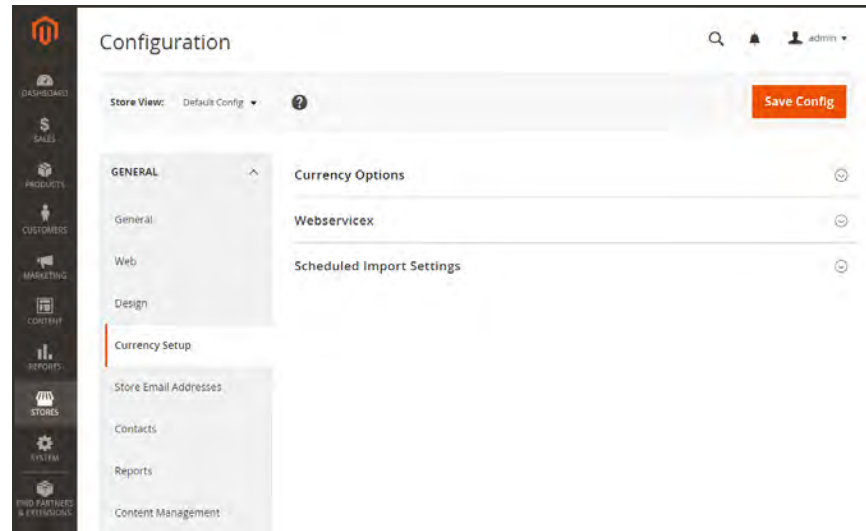 Configuration
admin
Store View: Default Config
?
Save Config
DASHBOARD
$
SALES
PRODUCTS
CUSTOMERS
MARKETING
CONTENT
REPORTS
STORES
SYSTEM
FIND PARTNERS
& EXTENSIONS
GENERAL
General
Web
Design
Currency Setup
Store Email Addresses
Contacts
Reports
Content Management
Currency Options
Webservicex
Scheduled Import Settings